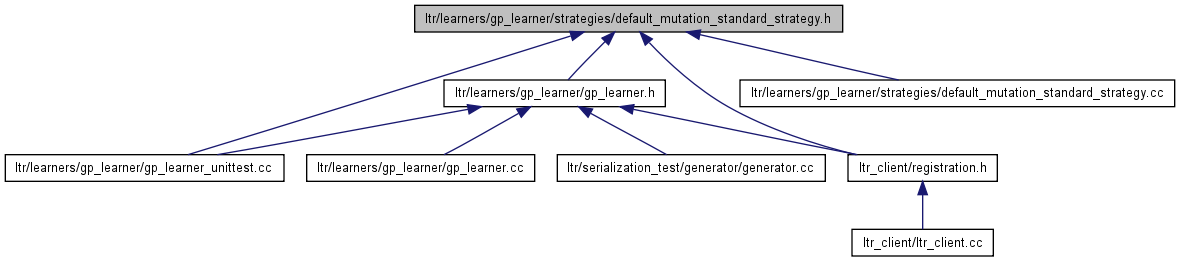 ltr/learners/gp_learner/strategies/default_mutation_standard_strategy.h
ltr/learners/gp_learner/gp_learner.h
ltr/learners/gp_learner/strategies/default_mutation_standard_strategy.cc
ltr/learners/gp_learner/gp_learner_unittest.cc
ltr/learners/gp_learner/gp_learner.cc
ltr/serialization_test/generator/generator.cc
ltr_client/registration.h
ltr_client/ltr_client.cc